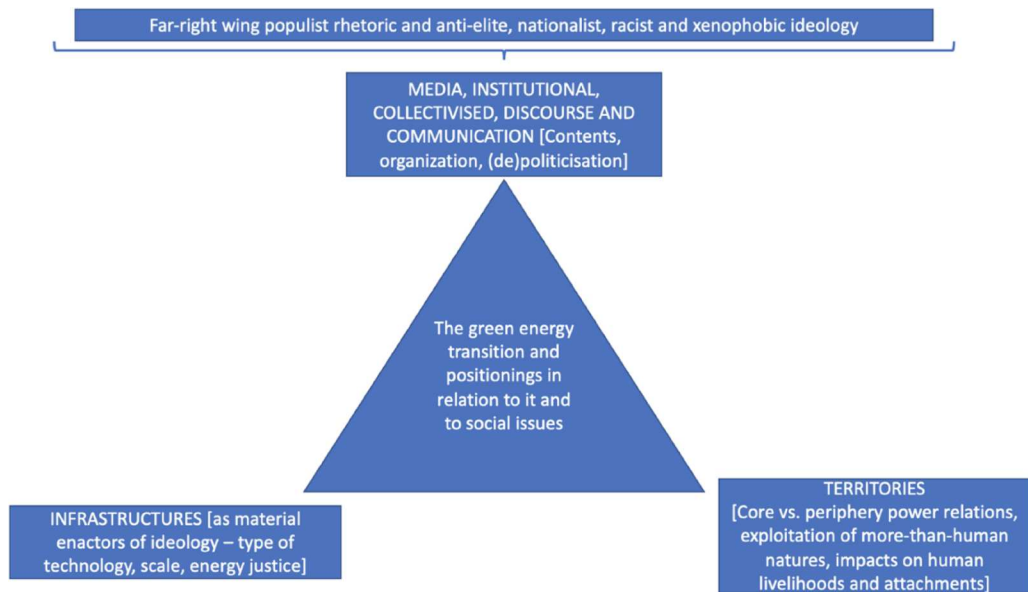 Far-right wing populist rhetoric and anti-elite, nationalist, racist and xenophobic ideology
MEDIA, INSTITUTIONAL,
COLLECTIVISED, DISCOURSE AND
COMMUNICATION [Contents,
organization, (de)politicisation]
The green energy
transition and
positionings in
relation to it and
to social issues
INFRASTRUCTURES [as material
enactors of ideology – type of
technology, scale, energy justice]
TERRITORIES
[Core vs. periphery power relations,
exploitation of more-than-human
natures, impacts on human
livelihoods and attachments]